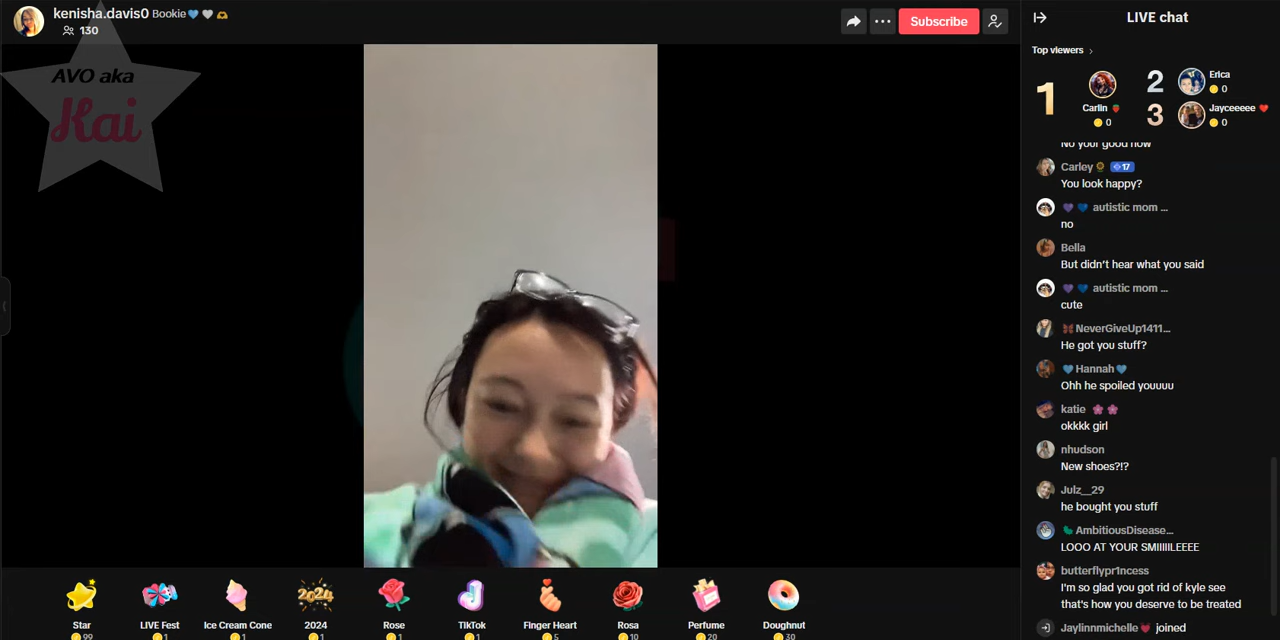 kenisha.davis0 Bookie💙🤍🫶
130
AVO aka
Kai
Subscribe
LIVE chat
Top viewers
1
Carlin 🍓
0
2
Erica
0
3
Jayceeeee ❤️
0
No your good now
Carley 🌻 17
You look happy?
💜 💙 autistic mom ...
no
Bella
But didn't hear what you said
💜 💙 autistic mom ...
cute
🦋NeverGiveUp1411...
He got you stuff?
🩵Hannah🩵
Ohh he spoiled youuuu
katie 🌸🌸
okkkk girl
nhudson
New shoes?!?
Julz__29
he bought you stuff
🦠AmbitiousDisease...
LOOO AT YOUR SMIIIILEEEE
butterflypr1ncess
I'm so glad you got rid of kyle see
that's how you deserve to be treated
Jaylinnmichelle 💗 joined
2024
Star
LIVE Fest
Ice Cream Cone
2024
Rose
TikTok
Finger Heart
Rosa
Perfume
Doughnut
99
1
1
1
1
1
5
10
20
30